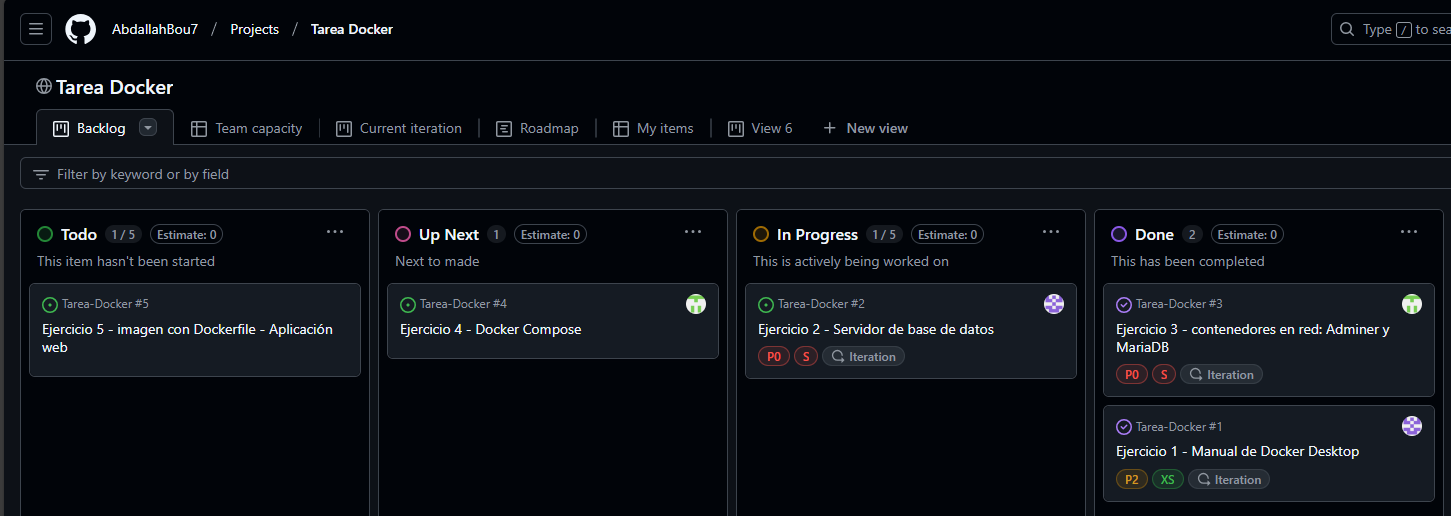 AbdallahBou7 / Projects / Tarea Docker
Type / to sea
Tarea Docker
Backlog
Team capacity
Current iteration
Roadmap
My items
View 6
+ New view
Filter by keyword or by field
Todo 1 / 5 Estimate: 0 ...
This item hasn't been started
Tarea-Docker #5
Ejercicio 5 - imagen con Dockerfile - Aplicación
web
Up Next 1 Estimate: 0 ...
Next to made
Tarea-Docker #4
Ejercicio 4 - Docker Compose
In Progress 1 / 5 Estimate: 0 ...
This is actively being worked on
Tarea-Docker #2
Ejercicio 2 - Servidor de base de datos
P0 S Iteration
Done 2 Estimate: 0 ...
This has been completed
Tarea-Docker #3
Ejercicio 3 - contenedores en red: Adminer y
MariaDB
P0 S Iteration
Tarea-Docker #1
Ejercicio 1 - Manual de Docker Desktop
P2 XS Iteration